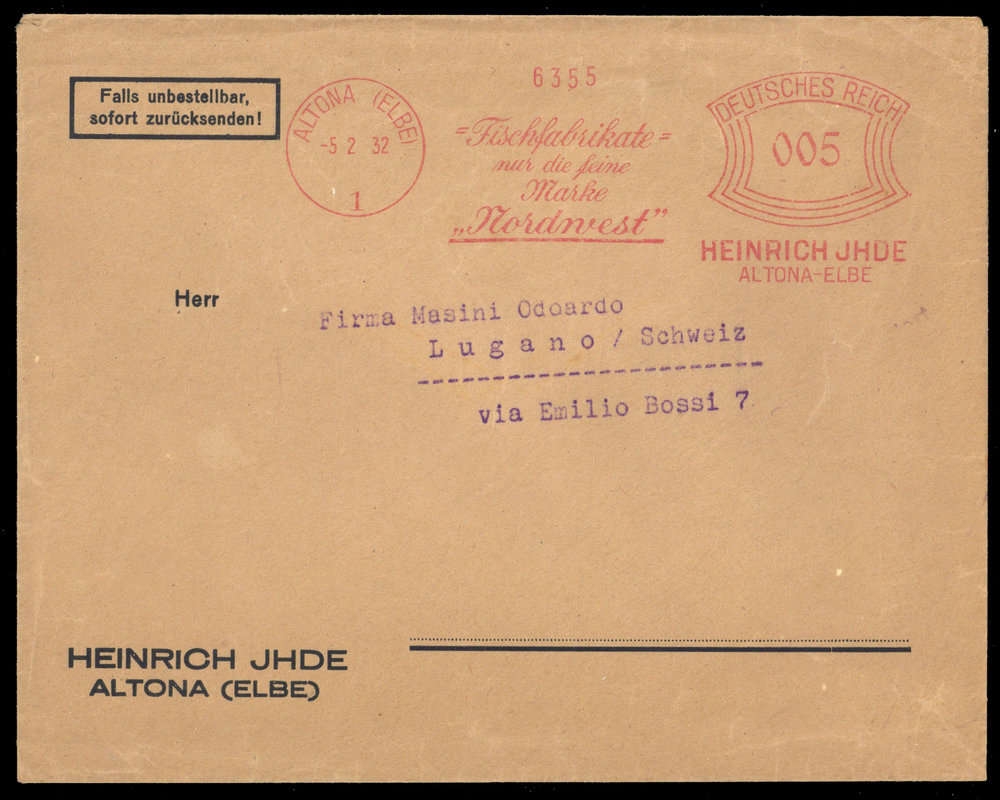 Falls unbestellbar,
sofort zurücksenden!
ALTONA (ELBE)
-5 2 32
1
6355
=Fischfabrikate=
nur die feine
Marke
„Nordwest”
DEUTSCHES REICH
005
HEINRICH JHDE
ALTONA-ELBE
Herr
Firma Masini Odoardo
Lugano / Schweiz
via Emilio Bossi 7
HEINRICH JHDE
ALTONA (ELBE)